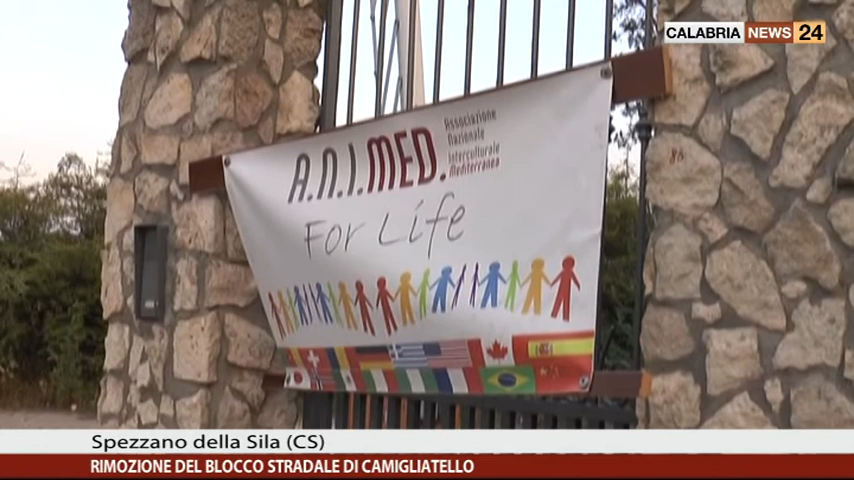 CALABRIA NEWS 24
A.N.I.MED.
Associazione
Nazionale
Interculturale
Mediterranea
For Life
Spezzano della Sila (CS)
RIMOZIONE DEL BLOCCO STRADALE DI CAMIGLIATELLO